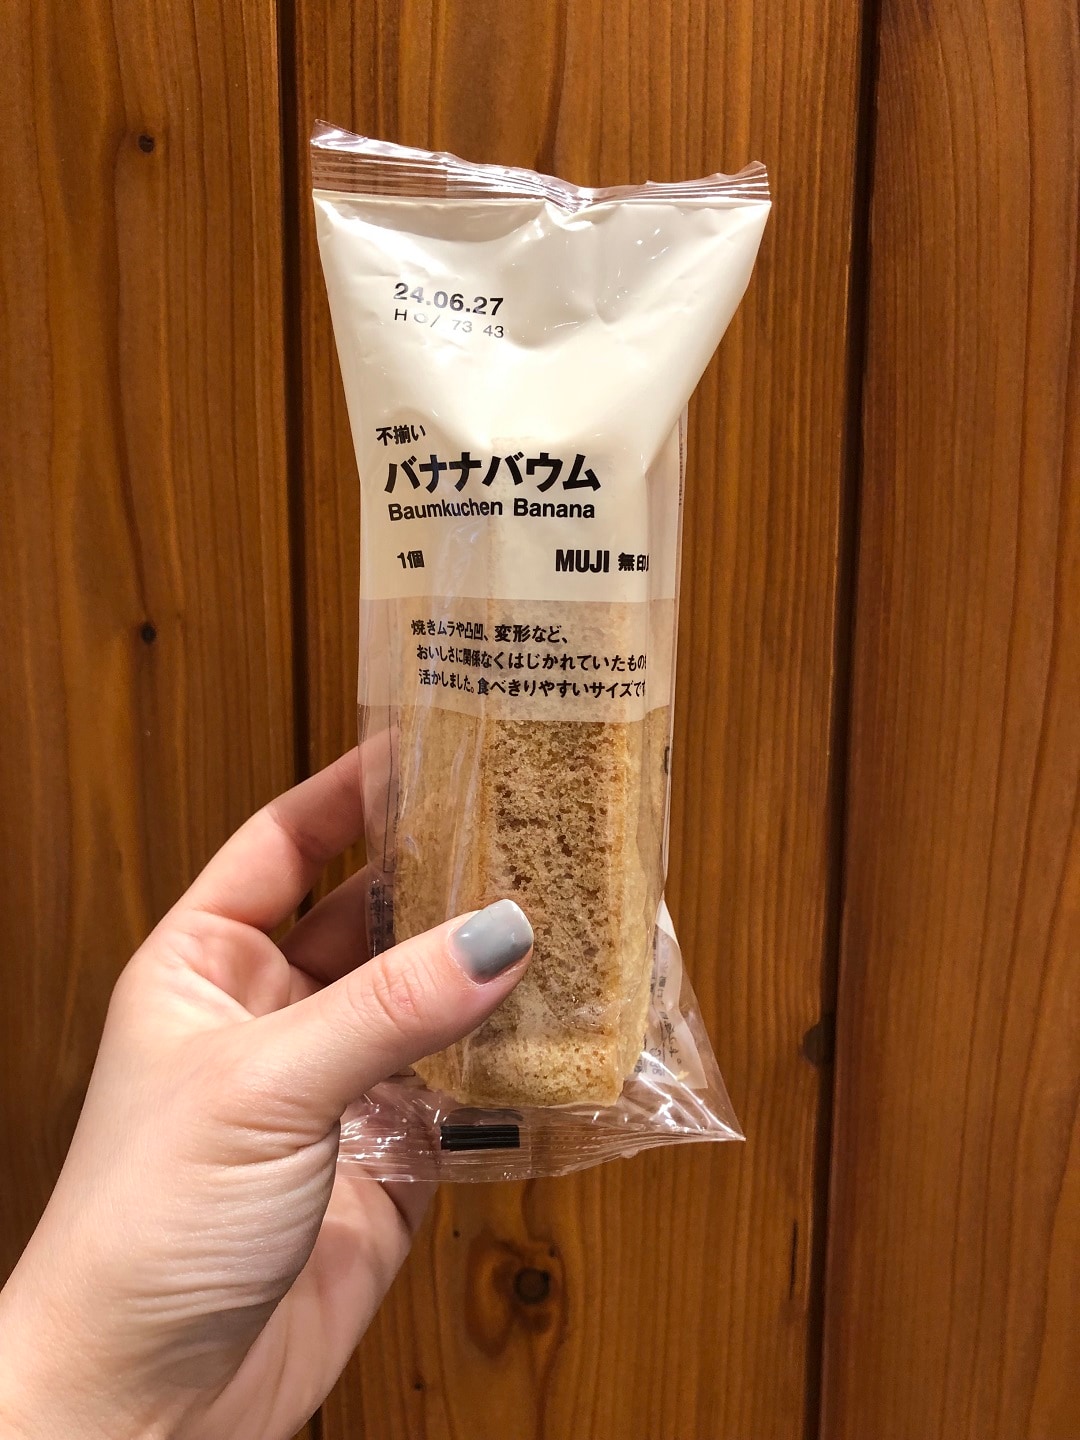 24.06.27
73 43
不揃い
バナナバウム
Baumkuchen Banana
1個
MUJI 無印
焼きムラや凸凹、変形など、
おいしさに関係なくはじかれていたもの
活かしました。食べきりやすいサイズで